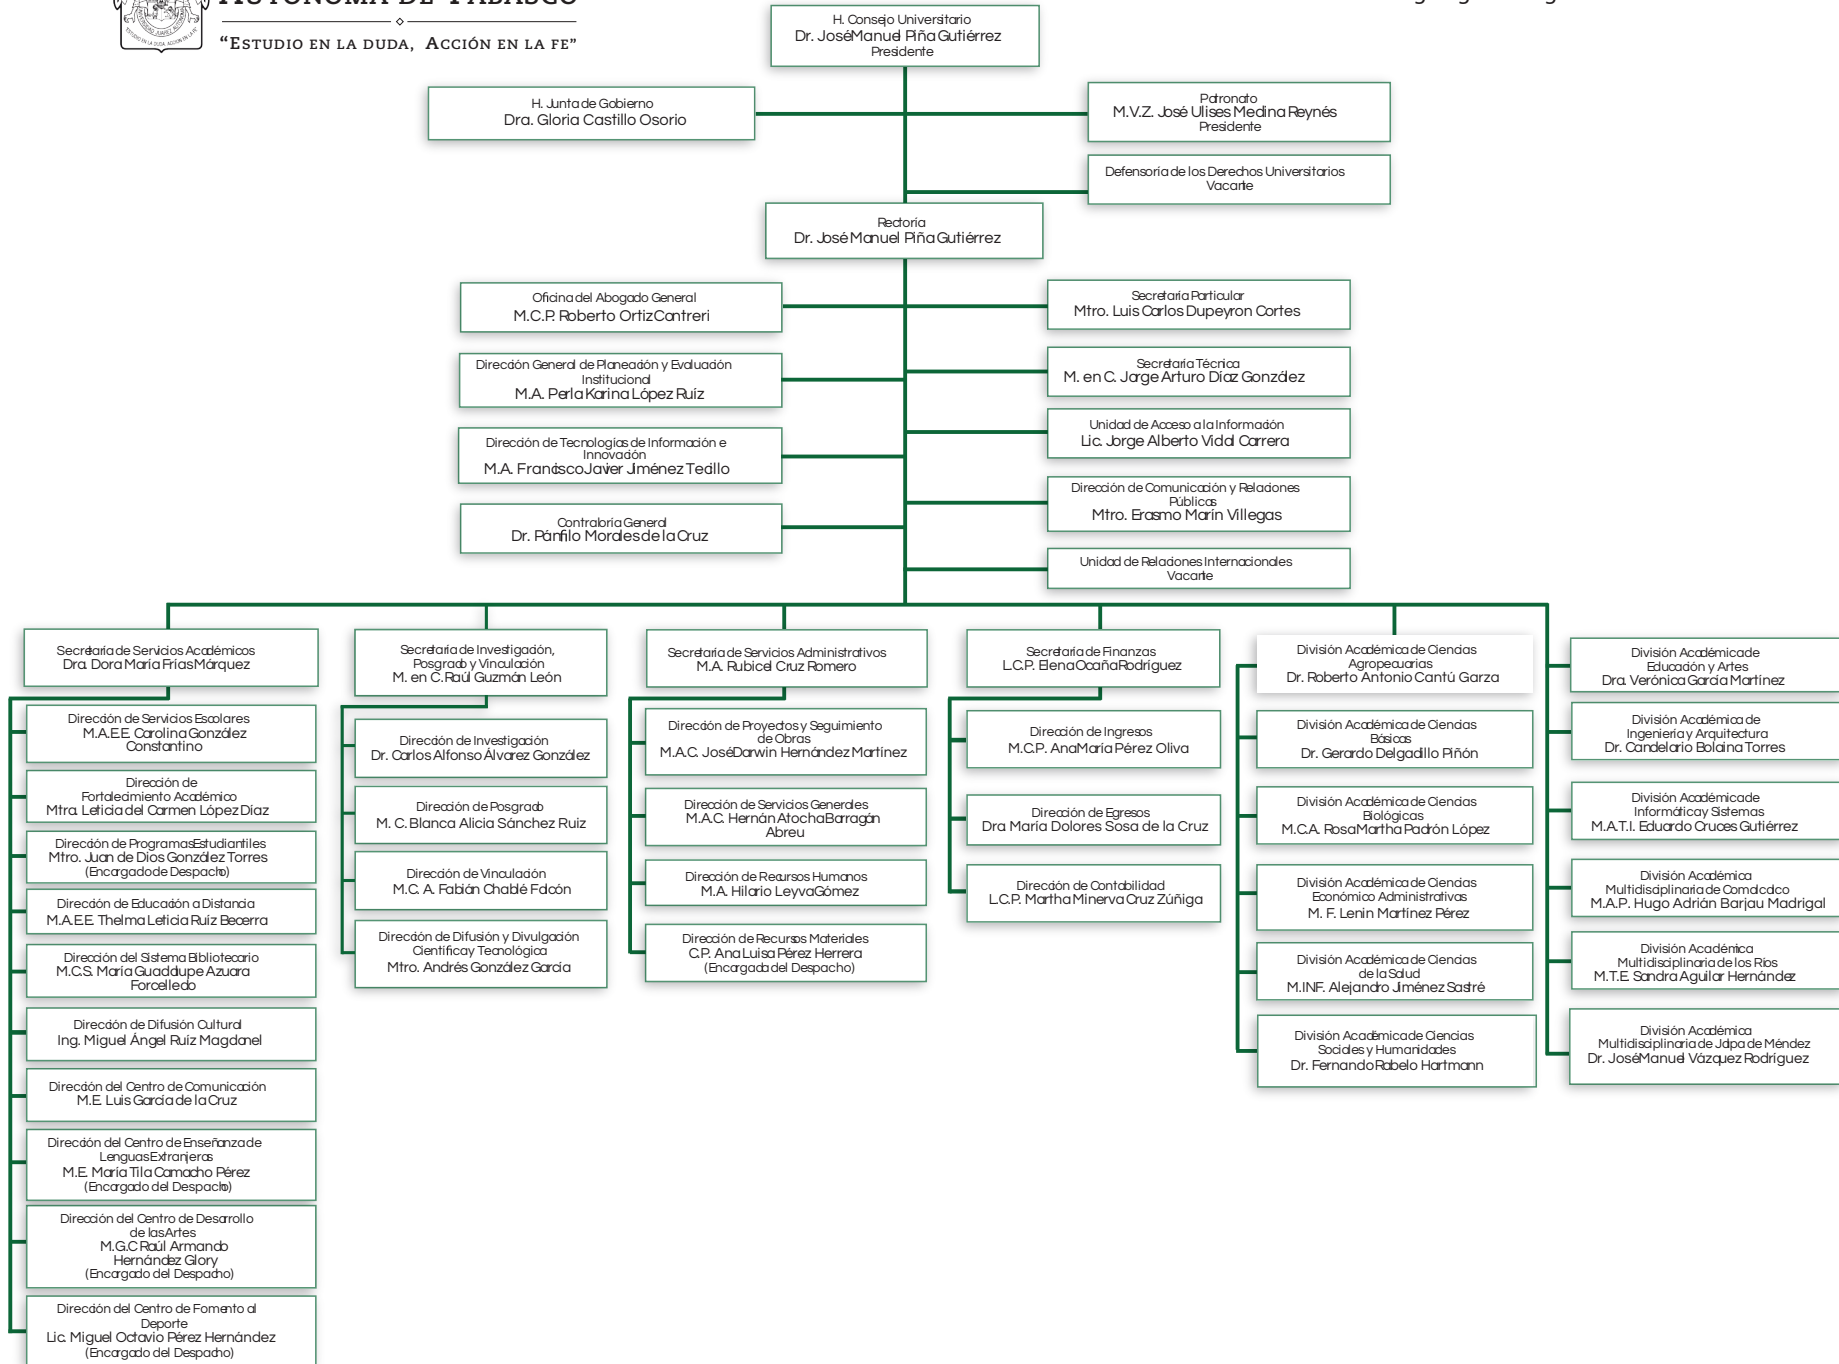 AUTÓNOMA DE TABASCO
“ESTUDIO EN LA DUDA, ACCIÓN EN LA FE”
H. Consejo Universitario
Dr. José Manuel Piña Gutiérrez
Presidente
H. Junta de Gobierno
Dra. Gloria Castillo Osorio
Patronato
M.V.Z. José Ulises Medina Reynés
Presidente
Defensoría de los Derechos Universitarios
Vacante
Rectoría
Dr. José Manuel Piña Gutiérrez
Oficina del Abogado General
M.C.P. Roberto Ortiz Contreri
Secretaría Particular
Mtro. Luis Carlos Dupeyron Cortes
Dirección General de Planeación y Evaluación
Institucional
M.A. Perla Karina López Ruíz
Secretaría Técnica
M. en C. Jorge Arturo Díaz González
Unidad de Acceso a la Información
Lic. Jorge Alberto Vidal Carrera
Dirección de Tecnologías de Información e
Innovación
M.A. Francisco Javier Jiménez Tecillo
Dirección de Comunicación y Relaciones
Públicas
Mtro. Erasmo Marín Villegas
Contraloría General
Dr. Pánfilo Morales de la Cruz
Unidad de Relaciones Internacionales
Vacante
Secretaría de Servicios Académicos
Dra. Dora María Frías Márquez
Dirección de Servicios Escolares
M.A.E.E. Carolina González
Constantino
Dirección de
Fortalecimiento Académico
Mtra. Leticia del Carmen López Díaz
Dirección de Programas Estudiantiles
Mtro. Juan de Dios González Torres
(Encargado de Despacho)
Dirección de Educación a Distancia
M.A.E.E. Thelma Leticia Ruíz Becerra
Dirección del Sistema Bibliotecario
M.C.S. María Guadalupe Azuara
Forcelledo
Dirección de Difusión Cultural
Ing. Miguel Ángel Ruíz Magdonel
Dirección del Centro de Comunicación
M.E. Luis García de la Cruz
Dirección del Centro de Enseñanza de
Lenguas Extranjeras
M.E. María Tila Camacho Pérez
(Encargado del Despacho)
Dirección del Centro de Desarrollo
de las Artes
M.G.C Raúl Armando
Hernández Glory
(Encargado del Despacho)
Dirección del Centro de Fomento al
Deporte
Lic. Miguel Octavio Pérez Hernández
(Encargado del Despacho)
Secretaría de Investigación,
Posgrado y Vinculación
M. en C. Raúl Guzmán León
Dirección de Investigación
Dr. Carlos Alfonso Álvarez González
Dirección de Posgrado
M. C. Blanca Alicia Sánchez Ruiz
Dirección de Vinculación
M.C. A. Fabián Chablé Falcón
Dirección de Difusión y Divulgación
Científica y Tecnológica
Mtro. Andrés González García
Secretaría de Servicios Administrativos
M.A. Rubicel Cruz Romero
Dirección de Proyectos y Seguimiento
de Obras
M.A.C. José Darwin Hernández Martínez
Dirección de Servicios Generales
M.A.C. Hernán Atocha Barragán
Abreu
Dirección de Recursos Humanos
M.A. Hilario Leyva Gómez
Dirección de Recursos Materiales
C.P. Ana Luisa Pérez Herrera
(Encargada del Despacho)
Secretaría de Finanzas
L.C.P. Elena Ocaña Rodríguez
Dirección de Ingresos
M.C.P. Ana María Pérez Oliva
Dirección de Egresos
Dra. María Dolores Sosa de la Cruz
Dirección de Contabilidad
L.C.P. Martha Minerva Cruz Zúñiga
División Académica de Ciencias
Agropecuarias
Dr. Roberto Antonio Cantú Garza
División Académica de Ciencias
Básicas
Dr. Gerardo Delgadillo Piñón
División Académica de Ciencias
Biológicas
M.C.A. Rosa Martha Padrón López
División Académica de Ciencias
Económico Administrativas
M. F. Lenin Martínez Pérez
División Académica de Ciencias
de la Salud
M.INF. Alejandro Jiménez Sastré
División Académica de Ciencias
Sociales y Humanidades
Dr. Fernando Rabelo Hartmann
División Académica de
Educación y Artes
Dra. Verónica García Martínez
División Académica de
Ingeniería y Arquitectura
Dr. Candelario Bolaina Torres
División Académica de
Informática y Sistemas
M.A.T.I. Eduardo Cruces Gutiérrez
División Académica
Multidisciplinaria de Comalcalco
M.A.P. Hugo Adrián Barjau Madrigal
División Académica
Multidisciplinaria de los Ríos
M.T.E. Sandra Aguilar Hernández
División Académica
Multidisciplinaria de Jalpa de Méndez
Dr. José Manuel Vázquez Rodríguez